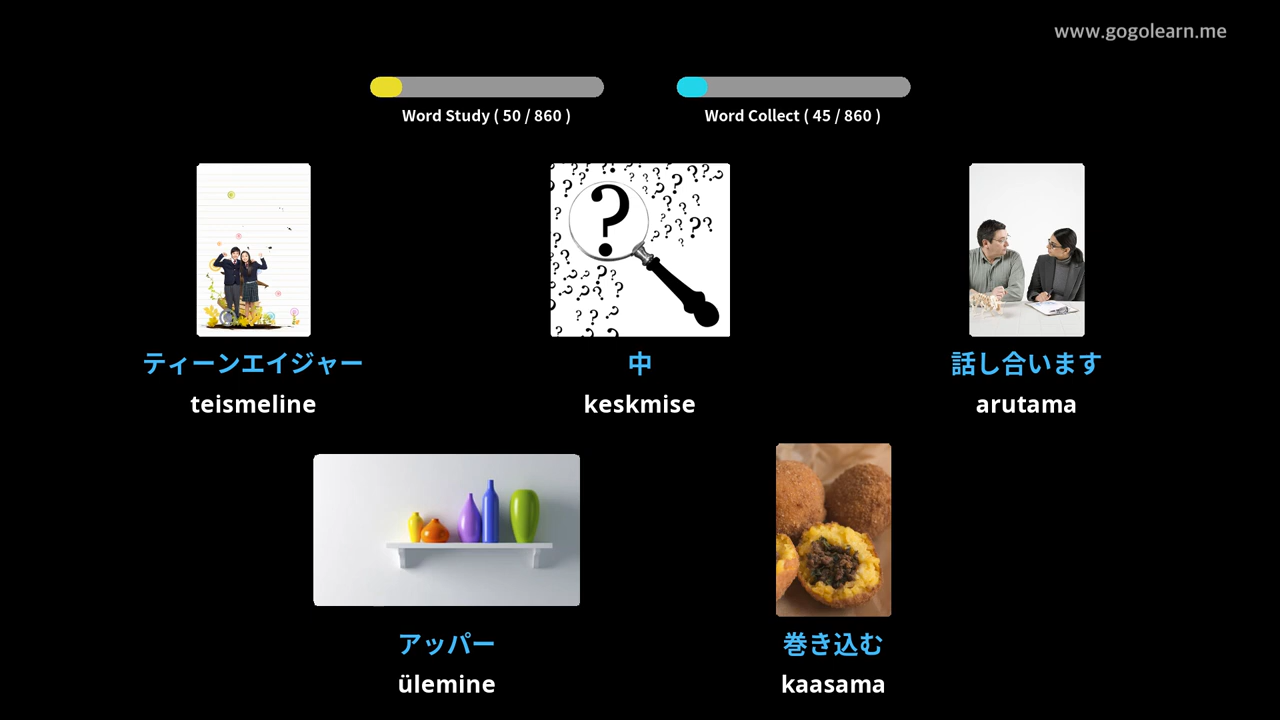 www.gogolearn.me
Word Study ( 50 / 860 )
Word Collect ( 45 / 860 )
ティーンエイジャー
teismeline
中
keskmise
話し合います
arutama
アッパー
ülemine
巻き込む
kaasama